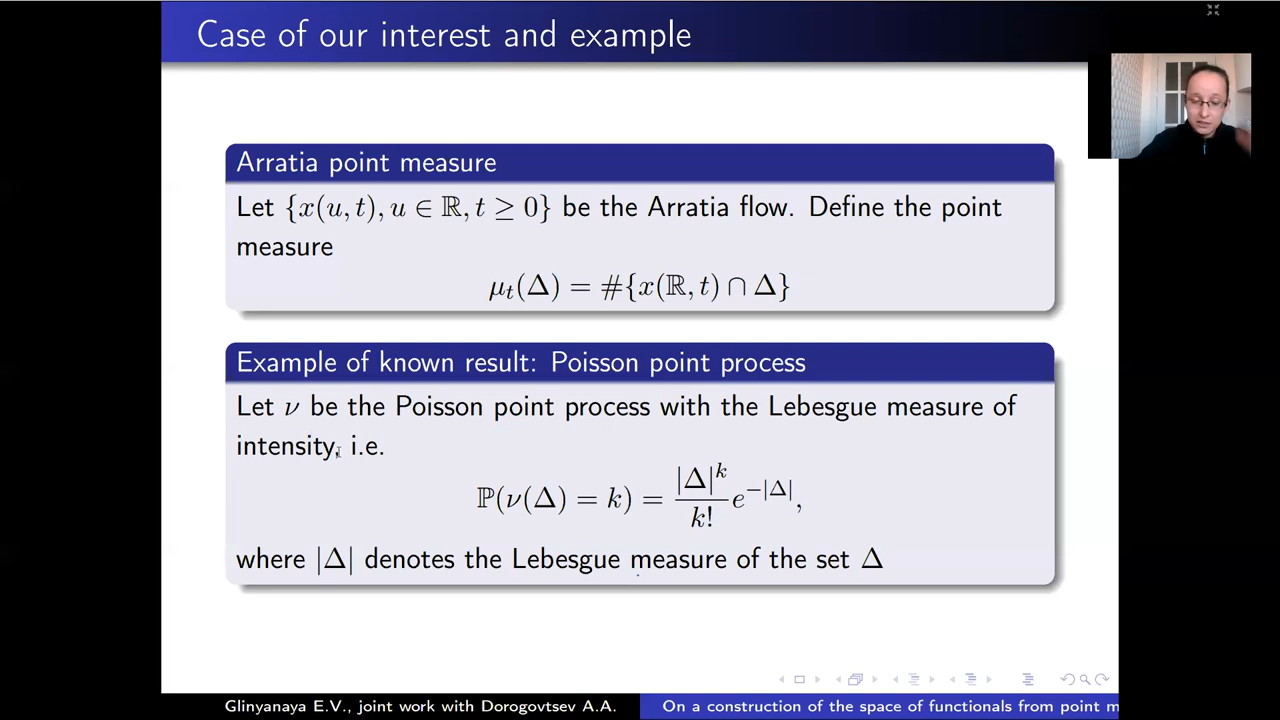 Case of our interest and example
Arratia point measure
Let {x(u, t), u ∈ ℝ, t ≥ 0} be the Arratia flow. Define the point
measure
μ_t(Δ) = #{x(ℝ, t) ∩ Δ}
Example of known result: Poisson point process
Let ν be the Poisson point process with the Lebesgue measure of
intensity, i.e.
ℙ(ν(Δ) = k) = |Δ|^k / k! e^{−|Δ|},
where |Δ| denotes the Lebesgue measure of the set Δ
Glinyanaya E.V., joint work with Dorogovtsev A.A.
On a construction of the space of functionals from point m